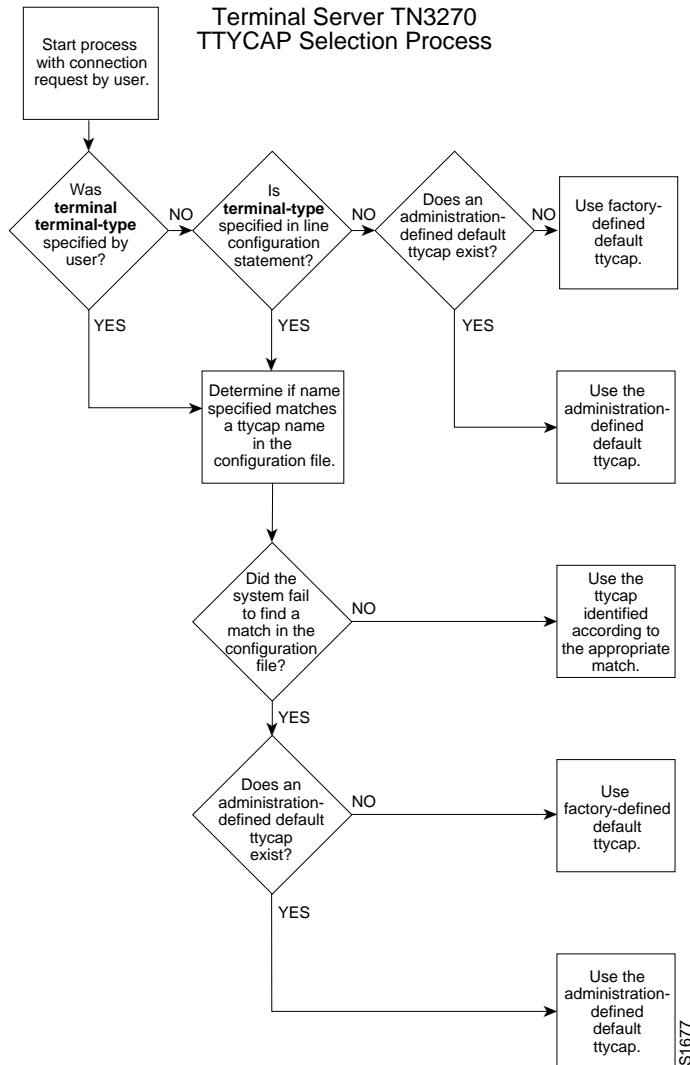 Terminal Server TN3270
TTYCAP Selection Process
Start process
with connection
request by user.
Was
terminal
terminal-type
specified by
user?
NO
Is
terminal-type
specified in line
configuration
statement?
NO
Does an
administration-
defined default
ttycap exist?
NO
Use factory-
defined
default
ttycap.
YES
YES
YES
Determine if name
specified matches
a ttycap name
in the
configuration file.
Use the
administration-
defined
default
ttycap.
Did the
system fail
to find a
match in the
configuration
file?
NO
Use the
ttycap
identified
according to
the appropriate
match.
YES
Does an
administration-
defined default
ttycap
exist?
NO
Use
factory-defined
default
ttycap.
YES
Use the
administration-
defined
default
ttycap.
S1677